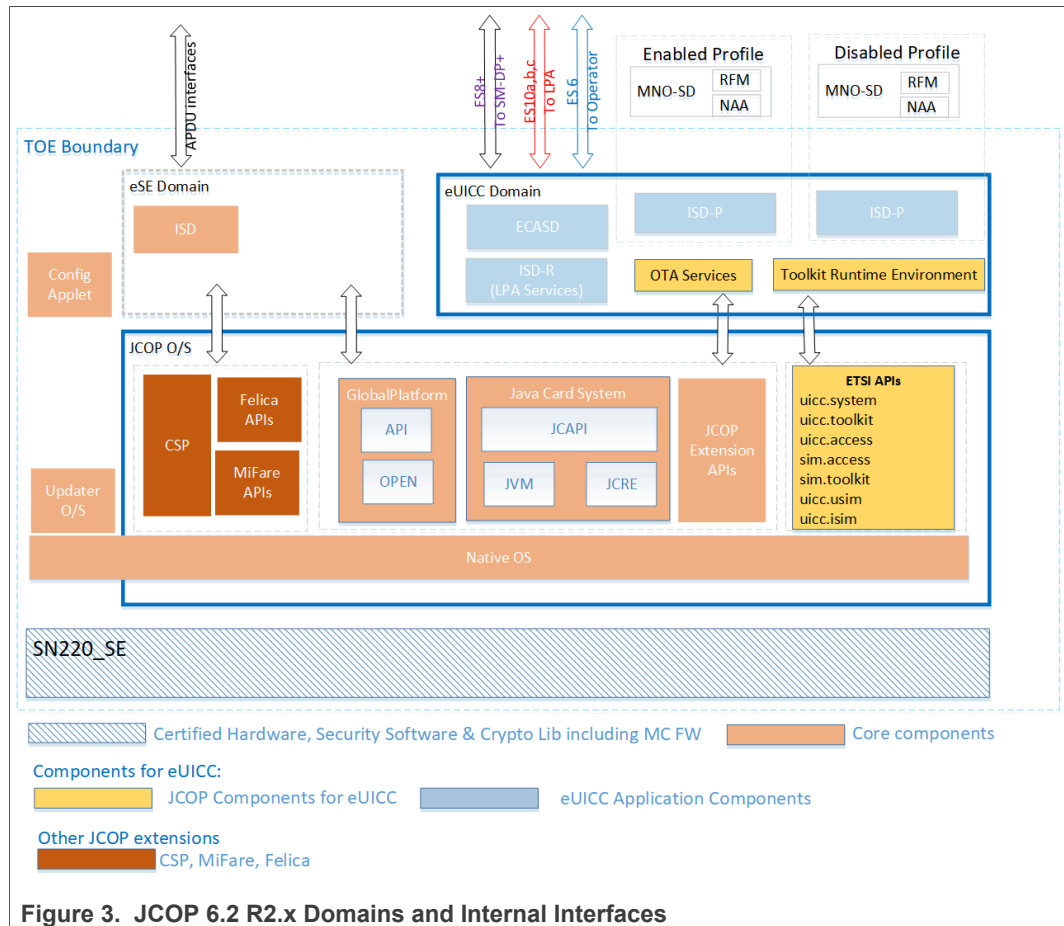 APDU interfaces
ES8+
To SM-DP+
ES10a,b,c
To LPA
ES 6
To Operator
Enabled Profile
MNO-SD
RFM
NAA
Disabled Profile
MNO-SD
RFM
NAA
TOE Boundary
eSE Domain
ISD
Config
Applet
eUICC Domain
ECASD
ISD-R
(LPA Services)
ISD-P
ISD-P
OTA Services
Toolkit Runtime Environment
JCOP O/S
CSP
Felica
APIs
MiFare
APIs
GlobalPlatform
API
OPEN
Java Card System
JCAPI
JVM
JCRE
JCOP
Extension
APIs
ETSI APIs
uicc.system
uicc.toolkit
uicc.access
sim.access
sim.toolkit
uicc.usim
uicc.isim
Updater
O/S
Native OS
SN220_SE
Certified Hardware, Security Software & Crypto Lib including MC FW
Core components
Components for eUICC:
JCOP Components for eUICC
eUICC Application Components
Other JCOP extensions
CSP, MiFare, Felica
Figure 3. JCOP 6.2 R2.x Domains and Internal Interfaces